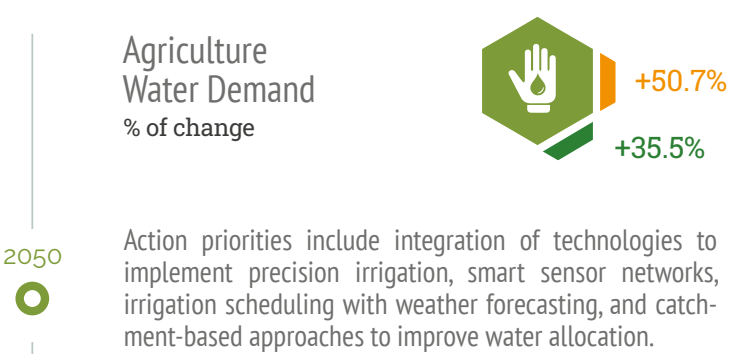 Agriculture
Water Demand
% of change
+50.7%
+35.5%
2050
Action priorities include integration of technologies to
implement precision irrigation, smart sensor networks,
irrigation scheduling with weather forecasting, and catch-
ment-based approaches to improve water allocation.